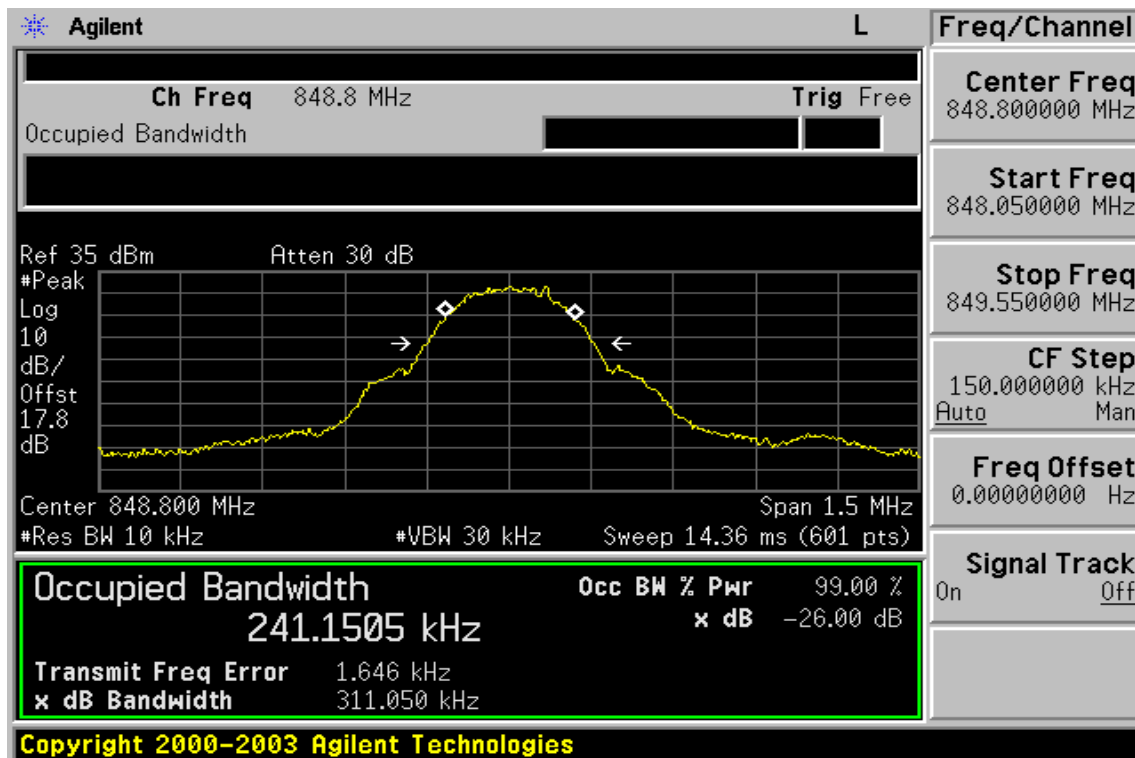 Agilent L Freq/Channel
Ch Freq 848.8 MHz Trig Free
Occupied Bandwidth
Center Freq
848.800000 MHz
Start Freq
848.050000 MHz
Stop Freq
849.550000 MHz
CF Step
150.000000 kHz
Auto Man
Freq Offset
0.00000000 Hz
Signal Track
On Off
Ref 35 dBm Atten 30 dB
#Peak
Log
10
dB/
Offst
17.8
dB
Center 848.800 MHz Span 1.5 MHz
#Res BW 10 kHz #VBW 30 kHz Sweep 14.36 ms (601 pts)
Occupied Bandwidth
241.1505 kHz
Occ BW % Pwr 99.00 %
x dB -26.00 dB
Transmit Freq Error 1.646 kHz
x dB Bandwidth 311.050 kHz
Copyright 2000-2003 Agilent Technologies